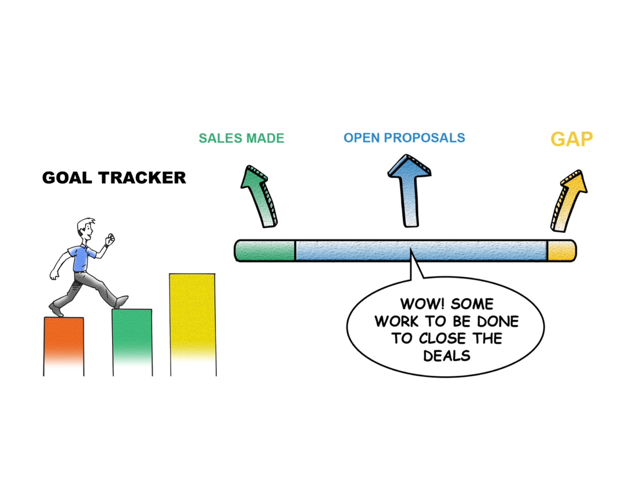 SALES MADE
OPEN PROPOSALS
GAP
GOAL TRACKER
WOW! SOME
WORK TO BE DONE
TO CLOSE THE
DEALS